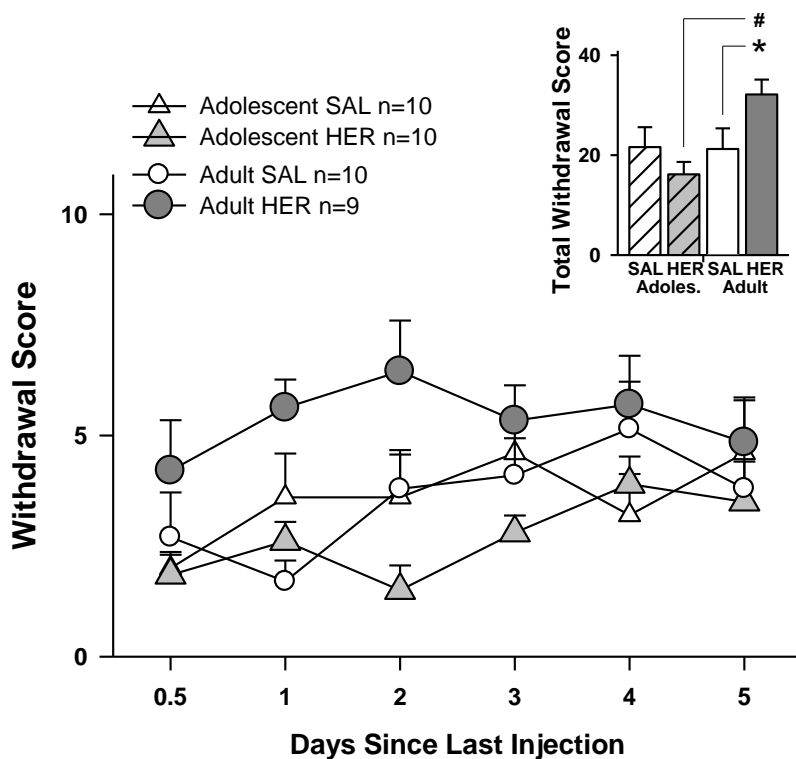 #
*
40
20
0
Total Withdrawal Score
SAL HER SAL HER
Adoles. Adult
Adolescent SAL n=10
Adolescent HER n=10
Adult SAL n=10
Adult HER n=9
10
5
0
Withdrawal Score
0.5 1 2 3 4 5
Days Since Last Injection